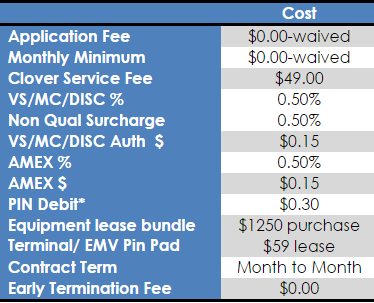 Cost
Application Fee $0.00-waived
Monthly Minimum $0.00-waived
Clover Service Fee $49.00
VS/MC/DISC % 0.50%
Non Qual Surcharge 0.50%
VS/MC/DISC Auth $ $0.15
AMEX % 0.50%
AMEX $ $0.15
PIN Debit* $0.30
Equipment lease bundle $1250 purchase
Terminal/ EMV Pin Pad $59 lease
Contract Term Month to Month
Early Termination Fee $0.00